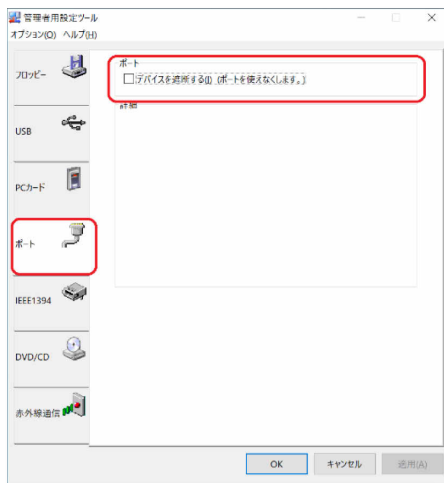 管理者用設定ツール
オプション(O) ヘルプ(H)
フロッピー
USB
PCカード
ポート
IEEE1394
DVD/CD
赤外線通信
ポート
デバイスを遮断する(I) (ポートを使えなくします。)
詳細
OK
キャンセル
適用(A)